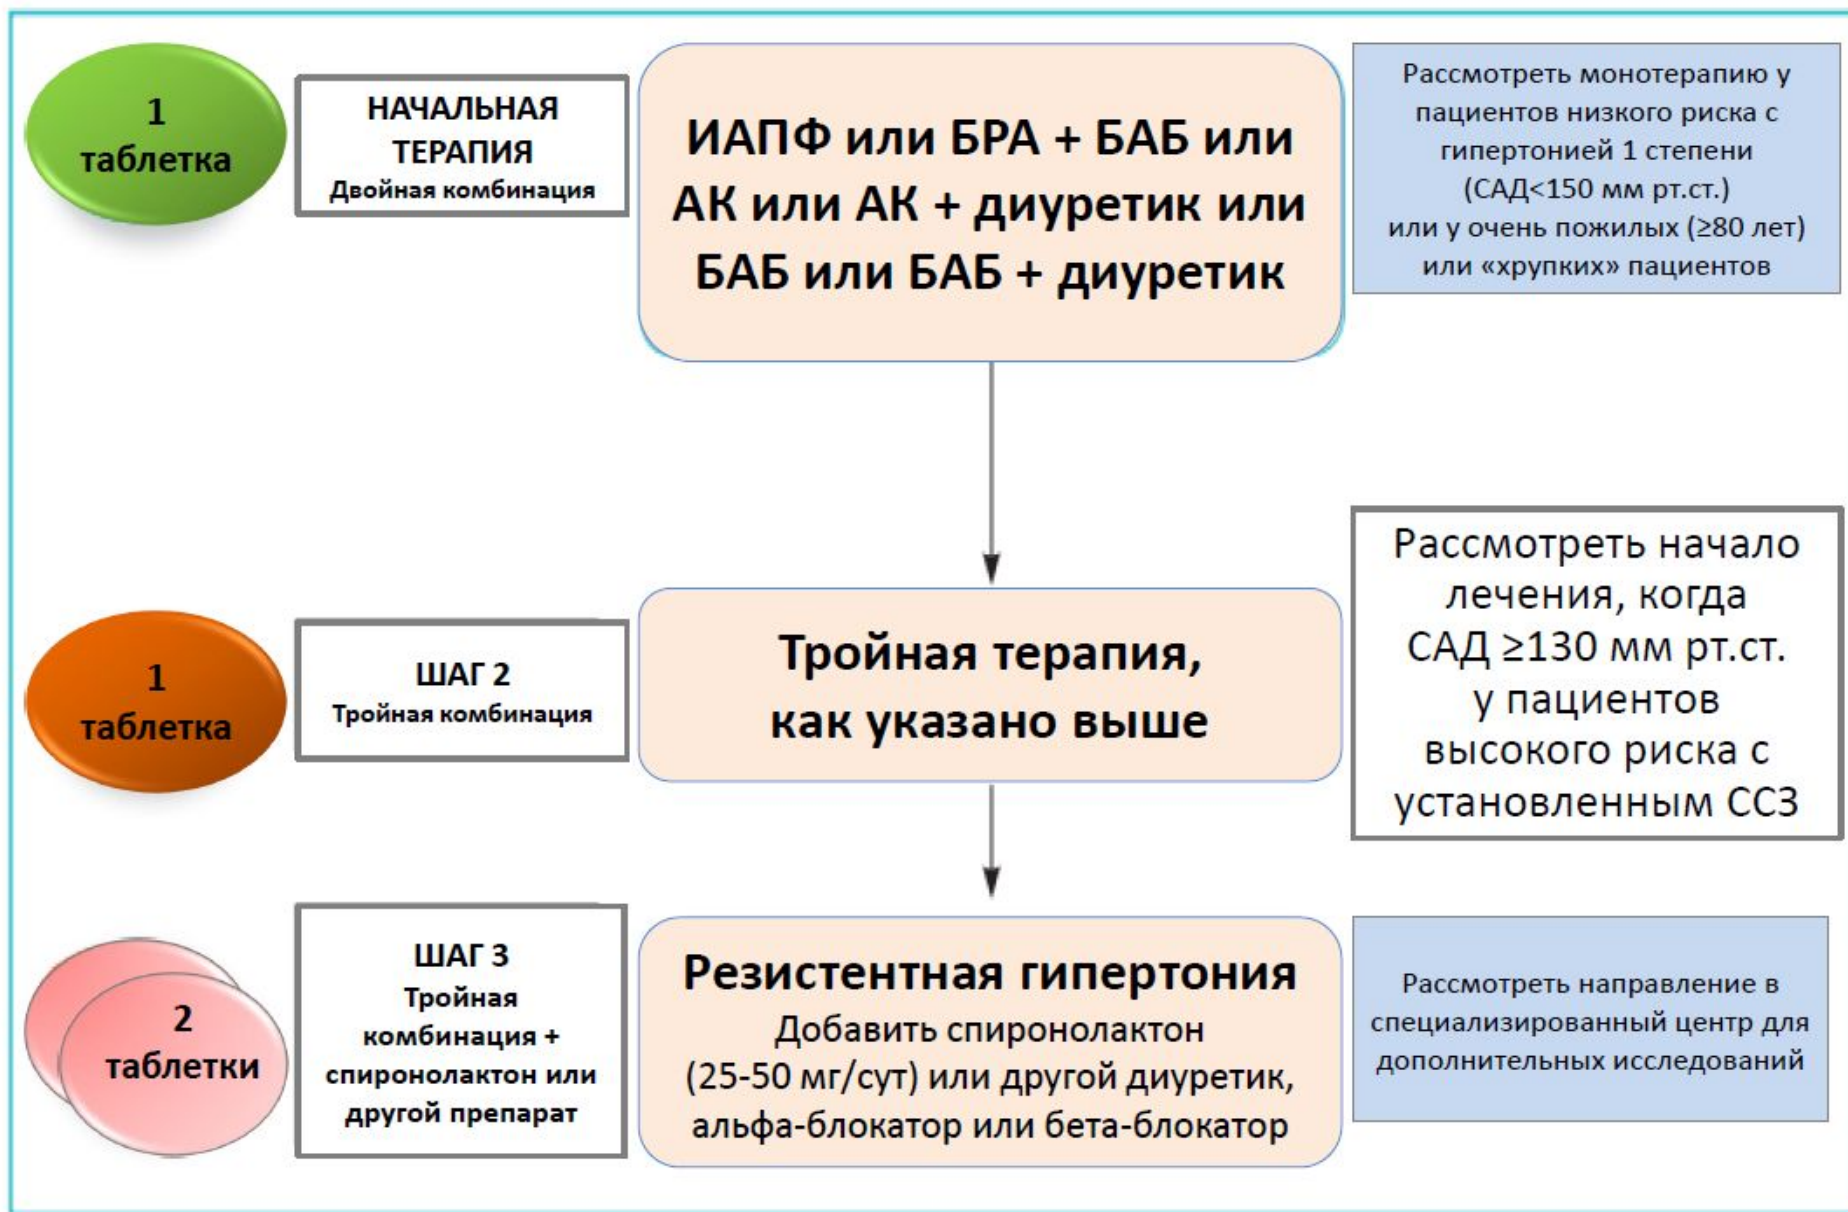 1
таблетка
НАЧАЛЬНАЯ
ТЕРАПИЯ
Двойная комбинация
ИАПФ или БРА + БАБ или
АК или АК + диуретик или
БАБ или БАБ + диуретик
Рассмотреть монотерапию у
пациентов низкого риска с
гипертонией 1 степени
(САД<150 мм рт.ст.)
или у очень пожилых (≥80 лет)
или «хрупких» пациентов
1
таблетка
ШАГ 2
Тройная комбинация
Тройная терапия,
как указано выше
Рассмотреть начало
лечения, когда
САД ≥130 мм рт.ст.
у пациентов
высокого риска с
установленным ССЗ
2
таблетки
ШАГ 3
Тройная
комбинация +
спиронолактон или
другой препарат
Резистентная гипертония
Добавить спиронолактон
(25-50 мг/сут) или другой диуретик,
альфа-блокатор или бета-блокатор
Рассмотреть направление в
специализированный центр для
дополнительных исследований